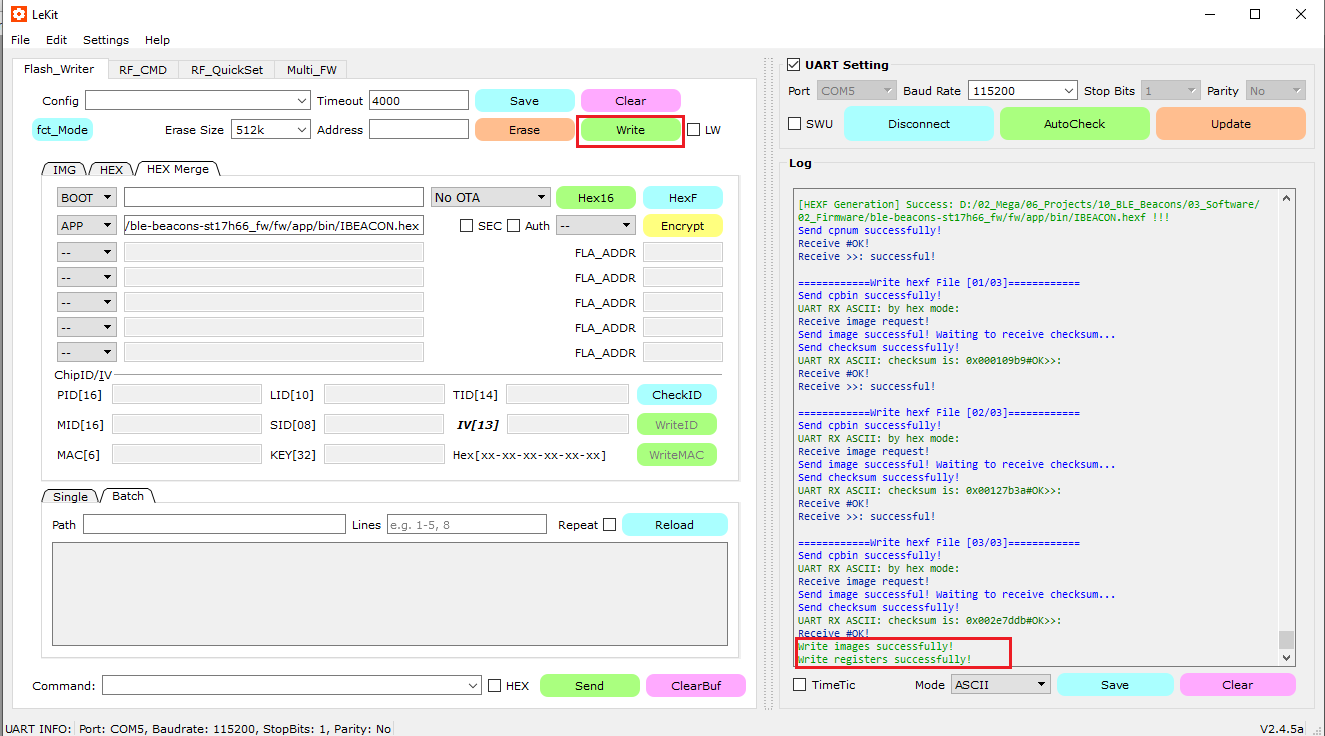 LeKit
File Edit Settings Help
Flash_Writer RF_CMD RF_QuickSet Multi_FW
Config Timeout 4000 Save Clear
fct_Mode Erase Size 512k Address Erase Write LW
IMG HEX HEX Merge
BOOT No OTA Hex16 HexF
APP /ble-beacons-st17h66_fw/fw/app/bin/IBEACON.hex SEC Auth -- Encrypt
-- FLA_ADDR
-- FLA_ADDR
-- FLA_ADDR
-- FLA_ADDR
-- FLA_ADDR
ChipID/IV
PID[16] LID[10] TID[14] CheckID
MID[16] SID[08] IV[13] WriteID
MAC[6] KEY[32] Hex[xx-xx-xx-xx-xx-xx] WriteMAC
Single Batch
Path Lines e.g. 1-5, 8 Repeat Reload
Command: HEX Send ClearBuf
UART Setting
Port COM5 Baud Rate 115200 Stop Bits 1 Parity No
SWU Disconnect AutoCheck Update
Log
[HEXF Generation] Success: D:/02_Mega/06_Projects/10_BLE_Beacons/03_Software/
02_Firmware/ble-beacons-st17h66_fw/fw/app/bin/IBEACON.hexf !!!
Send cpnum successfully!
Receive #OK!
Receive >>: successful!
============Write hexf File [01/03]============
Send cpbin successfully!
UART RX ASCII: by hex mode:
Receive image request!
Send image successful! Waiting to receive checksum...
Send checksum successfully!
UART RX ASCII: checksum is: 0x000109b9#OK>>:
Receive #OK!
Receive >>: successful!
============Write hexf File [02/03]============
Send cpbin successfully!
UART RX ASCII: by hex mode:
Receive image request!
Send image successful! Waiting to receive checksum...
Send checksum successfully!
UART RX ASCII: checksum is: 0x00127b3a#OK>>:
Receive #OK!
Receive >>: successful!
============Write hexf File [03/03]============
Send cpbin successfully!
UART RX ASCII: by hex mode:
Receive image request!
Send image successful! Waiting to receive checksum...
Send checksum successfully!
UART RX ASCII: checksum is: 0x002e7ddb#OK>>:
Receive #OK!
Write images successfully!
Write registers successfully!
TimeTic Mode ASCII Save Clear
UART INFO: Port: COM5, Baudrate: 115200, StopBits: 1, Parity: No V2.4.5a